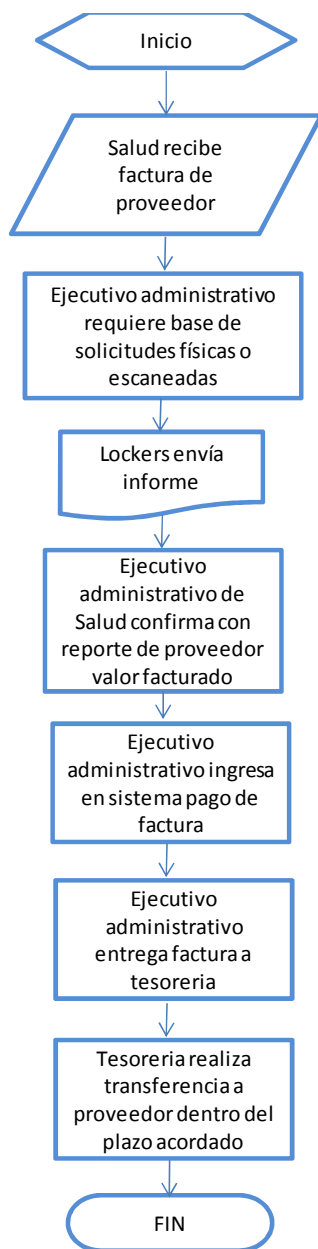 Inicio
Salud recibe
factura de
proveedor
Ejecutivo administrativo
requiere base de
solicitudes físicas o
escaneadas
Lockers envía
informe
Ejecutivo
administrativo de
Salud confirma con
reporte de proveedor
valor facturado
Ejecutivo
administrativo ingresa
en sistema pago de
factura
Ejecutivo
administrativo
entrega factura a
tesoreria
Tesoreria realiza
transferencia a
proveedor dentro del
plazo acordado
FIN